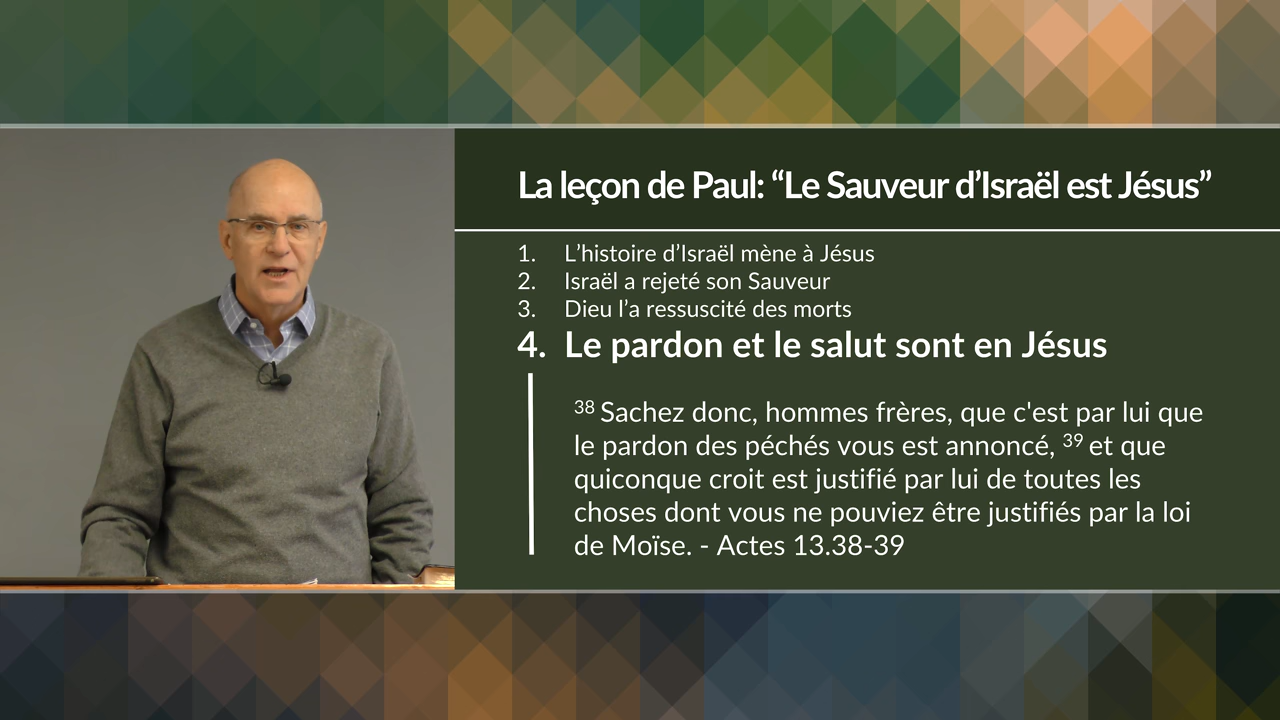 La leçon de Paul: “Le Sauveur d’Israël est Jésus”
1. L’histoire d’Israël mène à Jésus
2. Israël a rejeté son Sauveur
3. Dieu l’a ressuscité des morts
4. Le pardon et le salut sont en Jésus
38 Sachez donc, hommes frères, que c'est par lui que
le pardon des péchés vous est annoncé, 39 et que
quiconque croit est justifié par lui de toutes les
choses dont vous ne pouviez être justifiés par la loi
de Moïse. - Actes 13.38-39